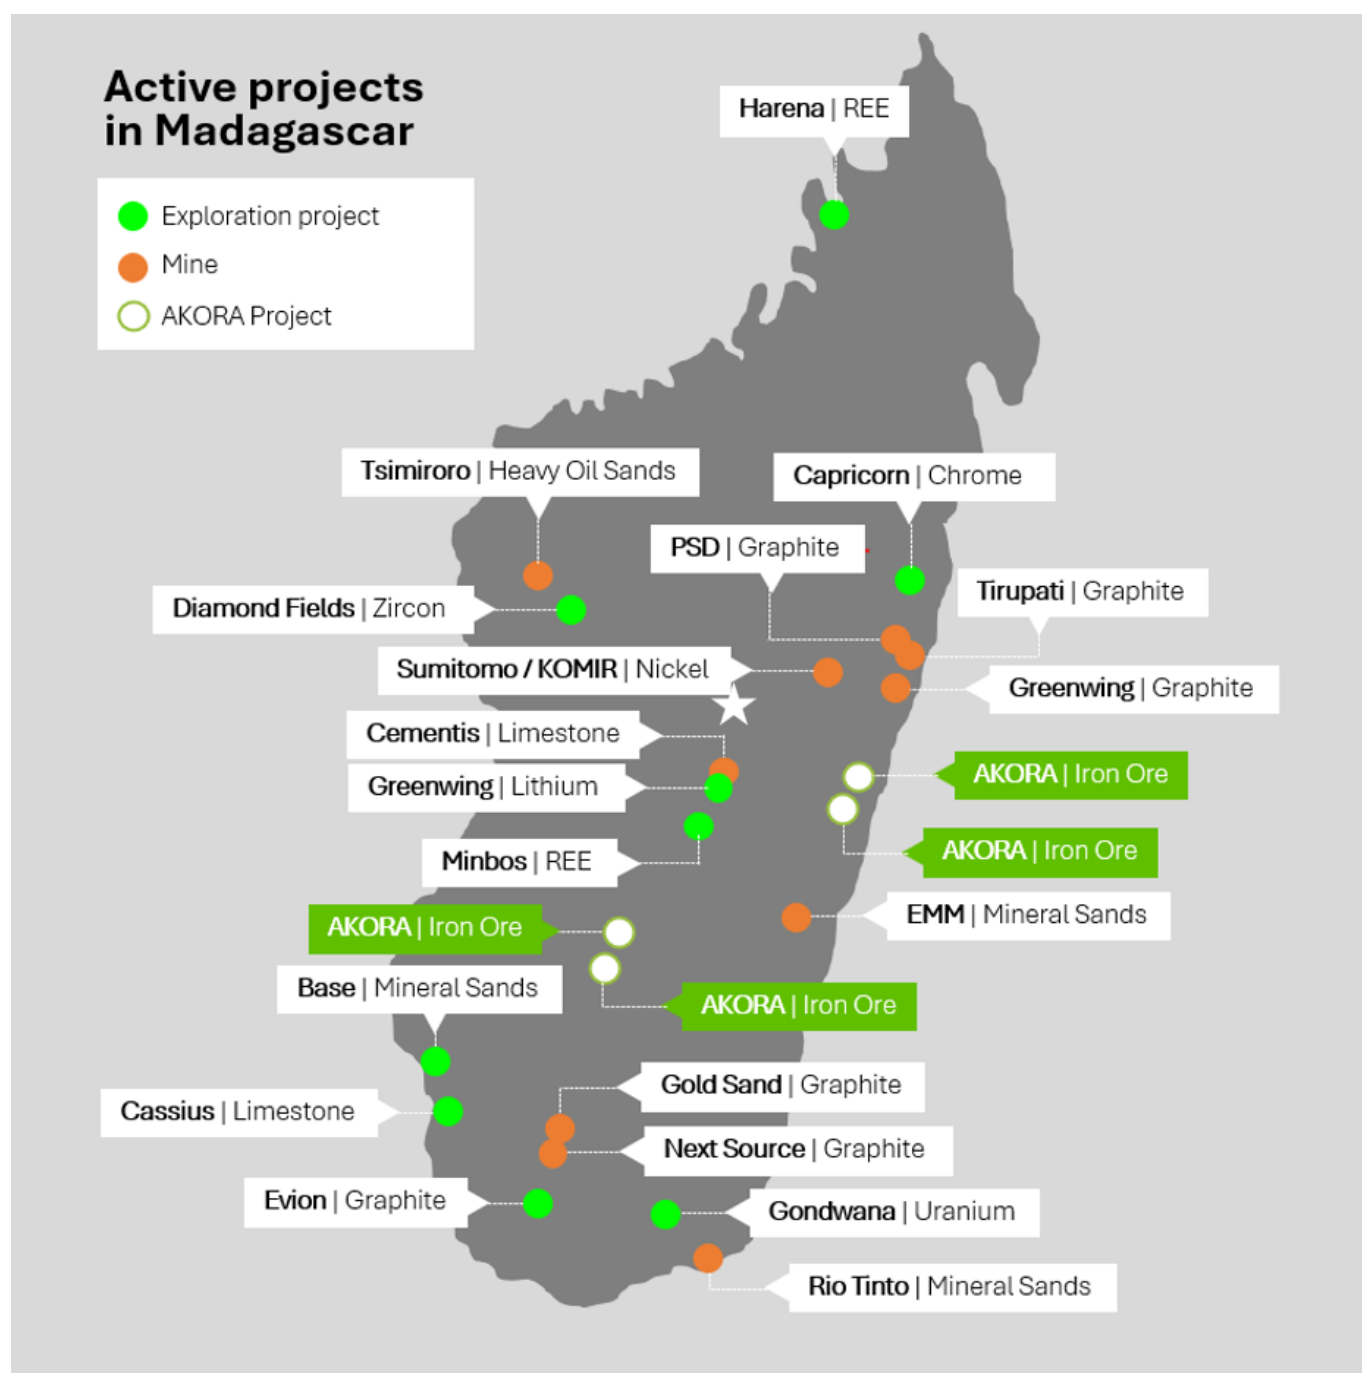 Active projects
in Madagascar
Exploration project
Mine
AKORA Project
Harena | REE
Tsimiroro | Heavy Oil Sands
Capricorn | Chrome
PSD | Graphite
Tirupati | Graphite
Diamond Fields | Zircon
Sumitomo / KOMIR | Nickel
Greenwing | Graphite
Cementis | Limestone
Greenwing | Lithium
AKORA | Iron Ore
Minbos | REE
AKORA | Iron Ore
EMM | Mineral Sands
AKORA | Iron Ore
Base | Mineral Sands
AKORA | Iron Ore
Gold Sand | Graphite
Cassius | Limestone
Next Source | Graphite
Evion | Graphite
Gondwana | Uranium
Rio Tinto | Mineral Sands